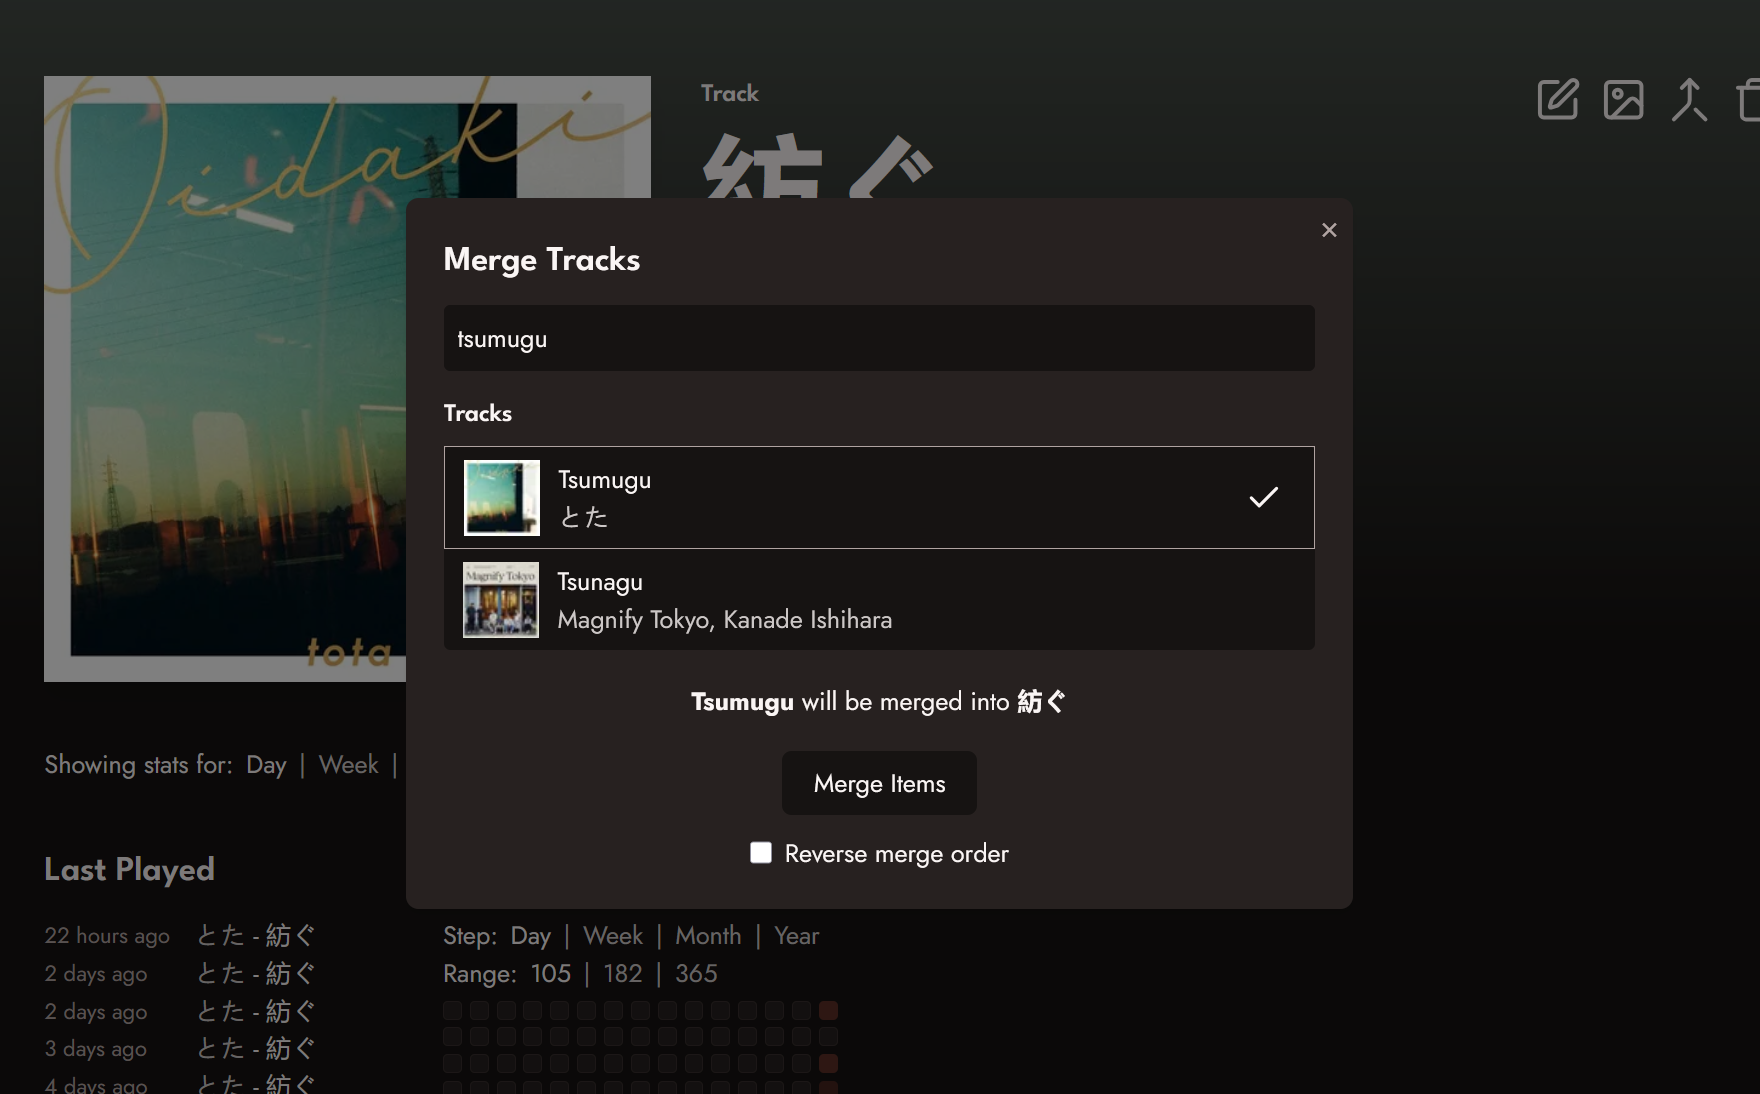 Oidaki
tota
Track
紡ぐ
Merge Tracks
tsumugu
Tracks
Tsumugu
とた
Magnify Tokyo
Tsunagu
Magnify Tokyo, Kanade Ishihara
Tsumugu will be merged into 紡ぐ
Merge Items
Reverse merge order
Showing stats for: Day | Week |
Last Played
22 hours ago とた - 紡ぐ
2 days ago とた - 紡ぐ
2 days ago とた - 紡ぐ
3 days ago とた - 紡ぐ
4 days ago とた - 紡ぐ
Step: Day | Week | Month | Year
Range: 105 | 182 | 365